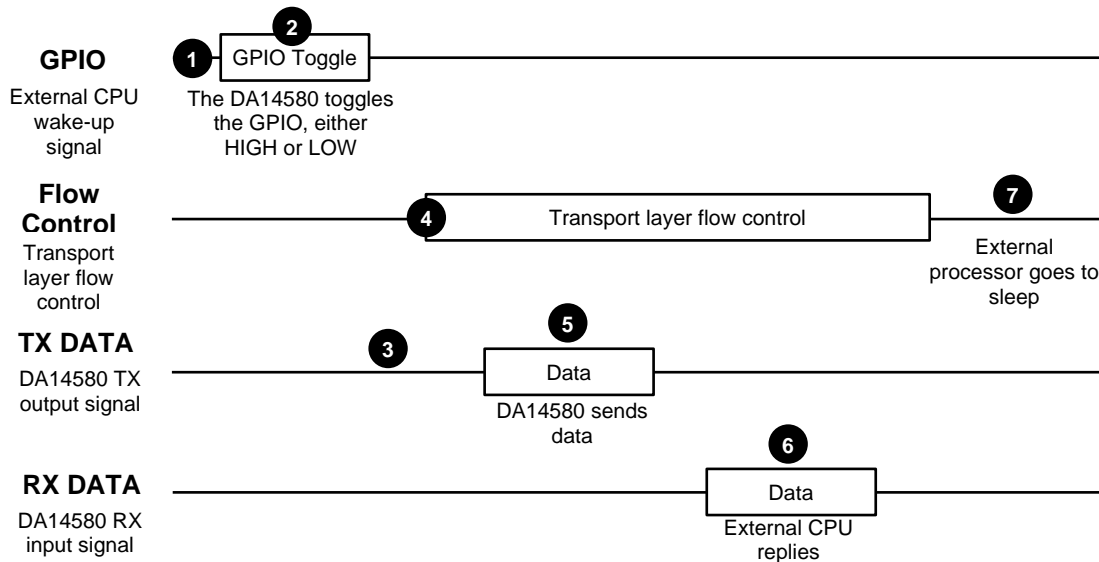 2
GPIO
1
GPIO Toggle
External CPU
wake-up
signal
The DA14580 toggles
the GPIO, either
HIGH or LOW
Flow
Control
Transport
layer flow
control
4
Transport layer flow control
7
External
processor goes to
sleep
TX DATA
DA14580 TX
output signal
3
5
Data
DA14580 sends
data
RX DATA
DA14580 RX
input signal
6
Data
External CPU
replies